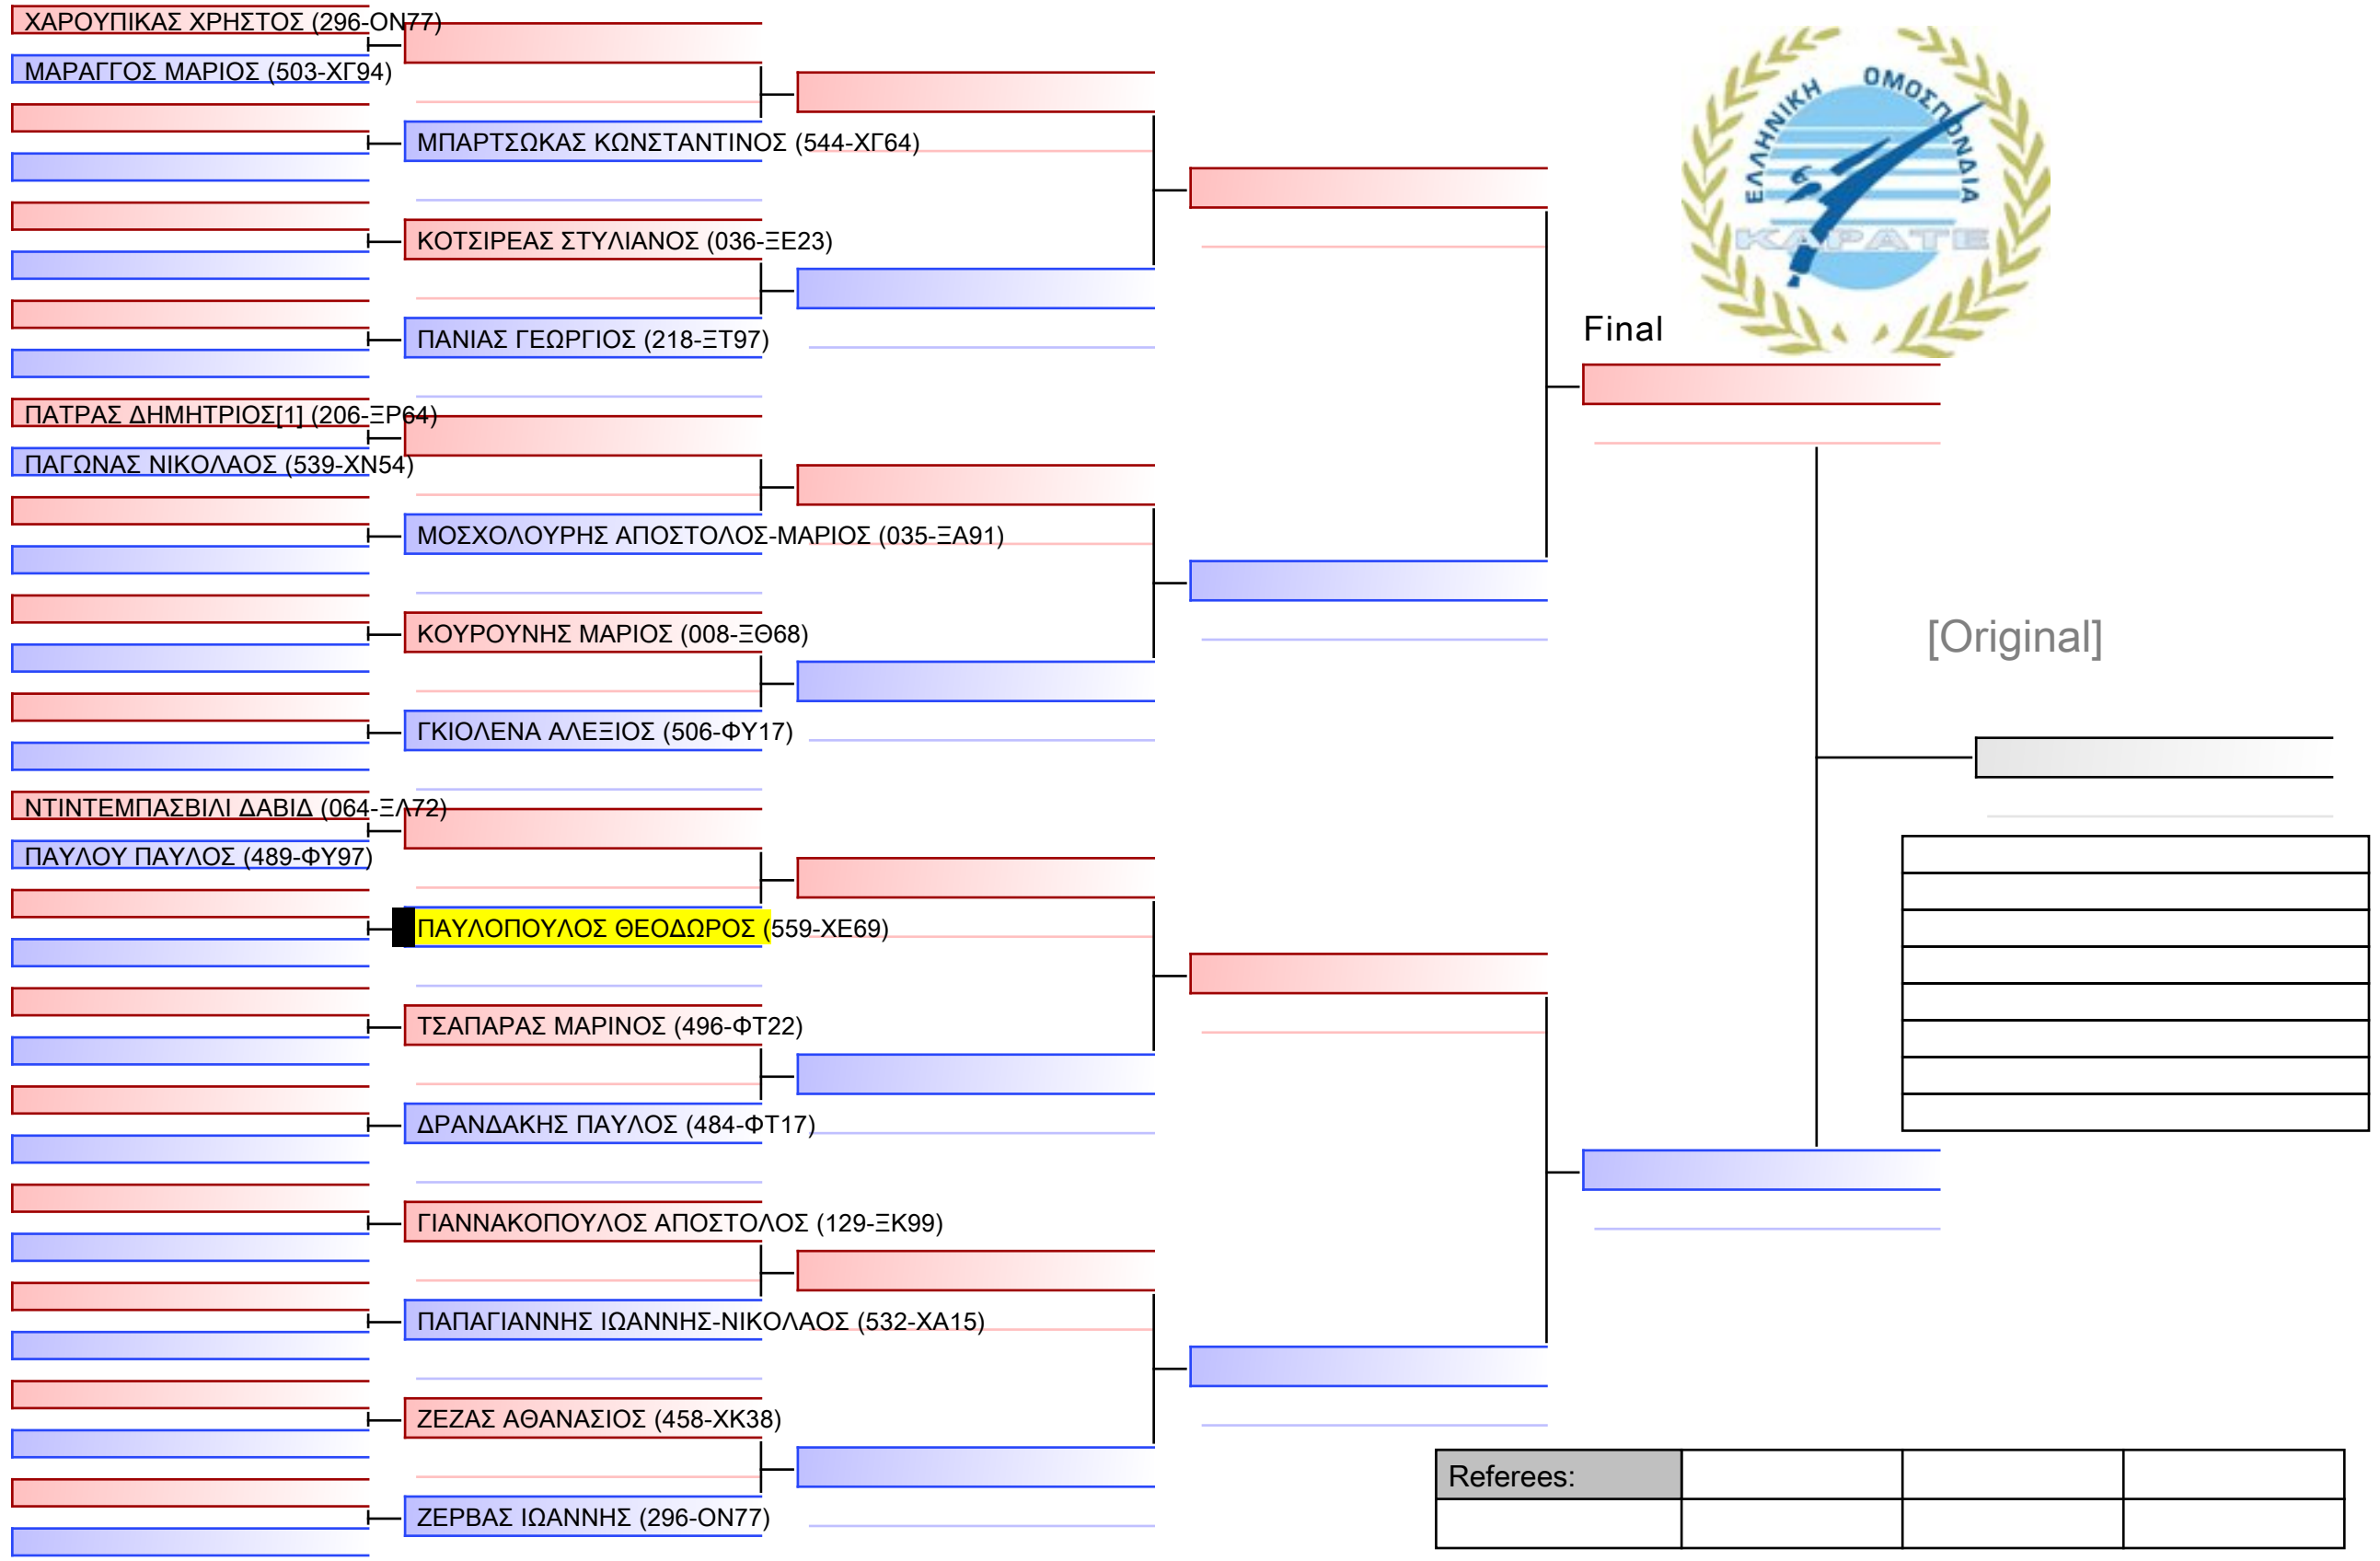 ΧΑΡΟΥΠΙΚΑΣ ΧΡΗΣΤΟΣ (296-ΟΝ77)
ΜΑΡΑΓΓΟΣ ΜΑΡΙΟΣ (503-ΧΓ94)
ΜΠΑΡΤΣΩΚΑΣ ΚΩΝΣΤΑΝΤΙΝΟΣ (544-ΧΓ64)
ΚΟΤΣΙΡΕΑΣ ΣΤΥΛΙΑΝΟΣ (036-ΞΕ23)
ΠΑΝΙΑΣ ΓΕΩΡΓΙΟΣ (218-ΞΤ97)
ΠΑΤΡΑΣ ΔΗΜΗΤΡΙΟΣ[1] (206-ΞΡ64)
ΠΑΓΩΝΑΣ ΝΙΚΟΛΑΟΣ (539-ΧΝ54)
ΜΟΣΧΟΛΟΥΡΗΣ ΑΠΟΣΤΟΛΟΣ-ΜΑΡΙΟΣ (035-ΞΑ91)
ΚΟΥΡΟΥΝΗΣ ΜΑΡΙΟΣ (008-ΞΘ68)
ΓΚΙΟΛΕΝΑ ΑΛΕΞΙΟΣ (506-ΦΥ17)
ΝΤΙΝΤΕΜΠΑΣΒΙΛΙ ΔΑΒΙΔ (064-ΞΛ72)
ΠΑΥΛΟΥ ΠΑΥΛΟΣ (489-ΦΥ97)
ΠΑΥΛΟΠΟΥΛΟΣ ΘΕΟΔΩΡΟΣ (559-ΧΕ69)
ΤΣΑΠΑΡΑΣ ΜΑΡΙΝΟΣ (496-ΦΤ22)
ΔΡΑΝΔΑΚΗΣ ΠΑΥΛΟΣ (484-ΦΤ17)
ΓΙΑΝΝΑΚΟΠΟΥΛΟΣ ΑΠΟΣΤΟΛΟΣ (129-ΞΚ99)
ΠΑΠΑΓΙΑΝΝΗΣ ΙΩΑΝΝΗΣ-ΝΙΚΟΛΑΟΣ (532-ΧΑ15)
ΖΕΖΑΣ ΑΘΑΝΑΣΙΟΣ (458-ΧΚ38)
ΖΕΡΒΑΣ ΙΩΑΝΝΗΣ (296-ΟΝ77)
ΕΛΛΗΝΙΚΗ ΟΜΟΣΠΟΝΔΙΑ
ΚΑΡΑΤΕ
Final
[Original]
Referees: